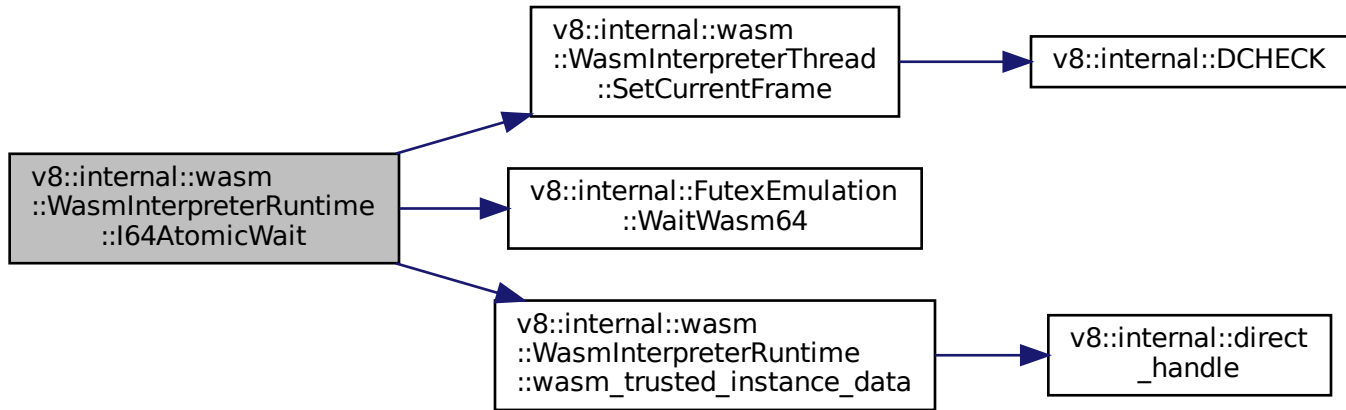 v8::internal::wasm
::WasmInterpreterRuntime
::I64AtomicWait
v8::internal::wasm
::WasmInterpreterThread
::SetCurrentFrame
v8::internal::DCHECK
v8::internal::FutexEmulation
::WaitWasm64
v8::internal::wasm
::WasmInterpreterRuntime
::wasm_trusted_instance_data
v8::internal::direct
_handle